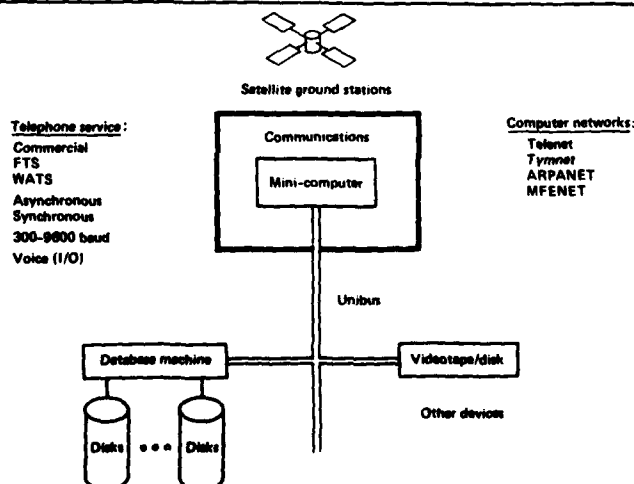 Satellite ground stations
Telephone service:
Commercial
FTS
WATS
Asynchronous
Synchronous
300-9600 baud
Voice (I/O)
Communications
Mini-computer
Computer networks:
Telenet
Tymnet
ARPANET
MFENET
Unibus
Database machine
Videotape/disk
Disks
Disks
Other devices